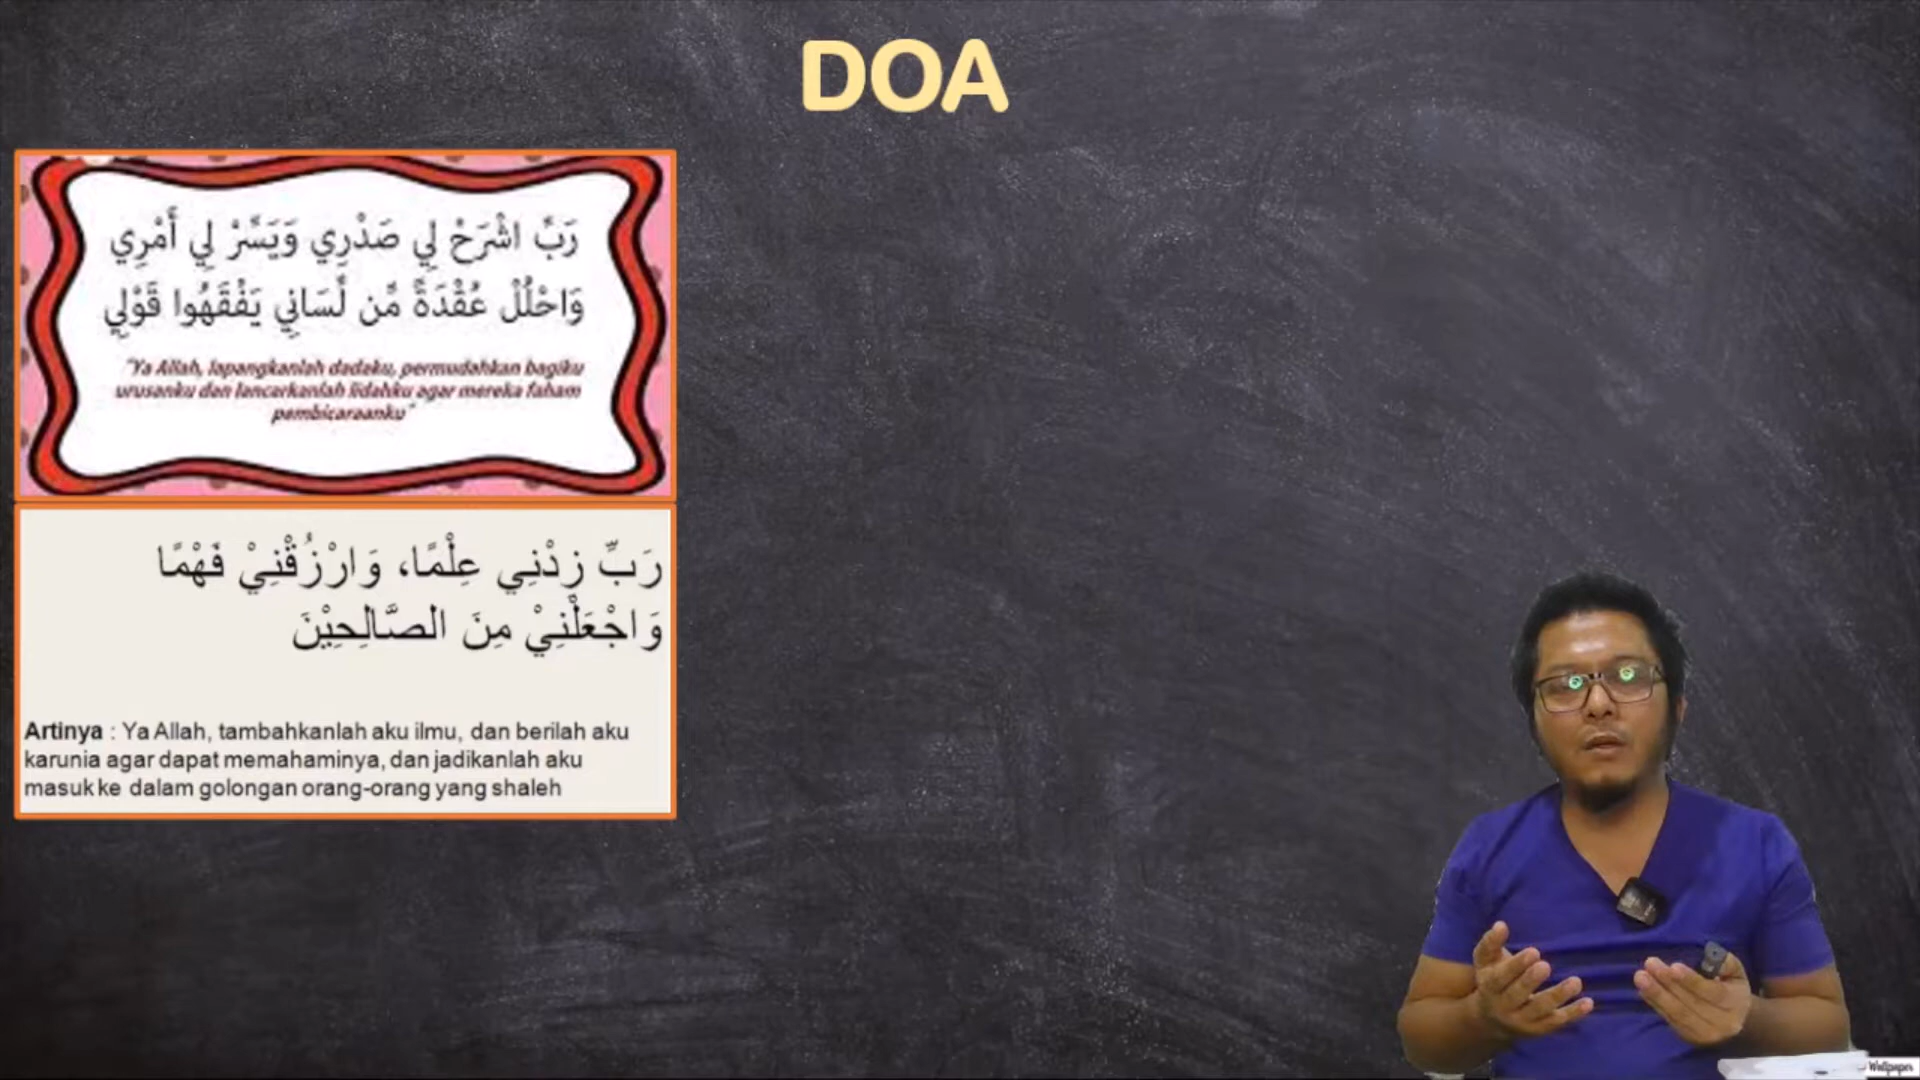 DOA
رَبِّ اشْرَحْ لِي صَدْرِي وَيَسِّرْ لِي أَمْرِي
وَاحْلُلْ عُقْدَةً مِّن لِّسَانِي يَفْقَهُوا قَوْلِي
"Ya Allah, lapangkanlah dadaku, permudahkan bagiku
urusanku dan lancarkanlah lidahku agar mereka faham
pembicaraanku"
رَبِّ زِدْنِي عِلْمًا، وَارْزُقْنِيْ فَهْمًا
وَاجْعَلْنِيْ مِنَ الصَّالِحِيْنَ
Artinya : Ya Allah, tambahkanlah aku ilmu, dan berilah aku
karunia agar dapat memahaminya, dan jadikanlah aku
masuk ke dalam golongan orang-orang yang shaleh
Wallpaper